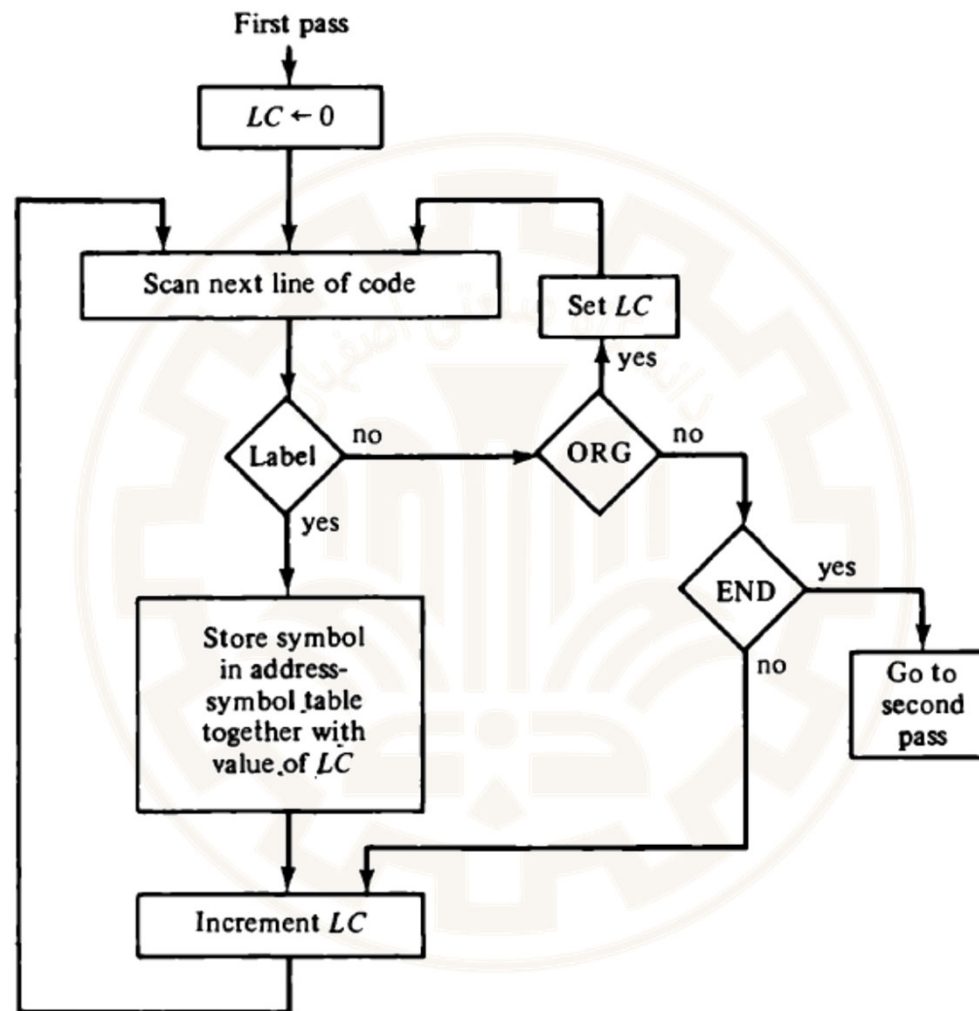 First pass
LC ← 0
Scan next line of code
Set LC
yes
Label
no
ORG
no
yes
END
yes
no
Store symbol
in address-
symbol table
together with
value of LC
Go to
second
pass
Increment LC